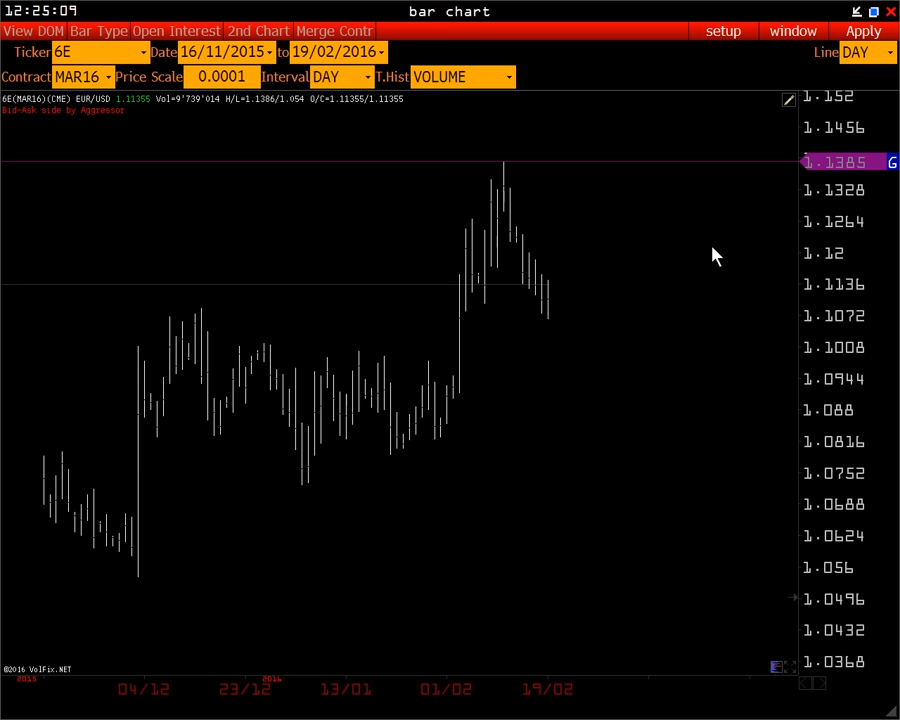 12:25:09 bar chart
View DOM Bar Type Open Interest 2nd Chart Merge Contr setup window Apply
Ticker 6E Date 16/11/2015 to 19/02/2016 Line DAY
Contract MAR16 Price Scale 0.0001 Interval DAY T.Hist VOLUME
6E(MAR16)(CME) EUR/USD 1.11355 Vol=9'739'014 H/L=1.1386/1.054 O/C=1.11355/1.11355
Bid-Ask side by Aggressor
1.152
1.1456
1.1385 G
1.1328
1.1264
1.12
1.1136
1.1072
1.1008
1.0944
1.088
1.0816
1.0752
1.0688
1.0624
1.056
1.0496
1.0432
1.0368
©2016 VolFix.NET
2015 2016
04/12 23/12 13/01 01/02 19/02